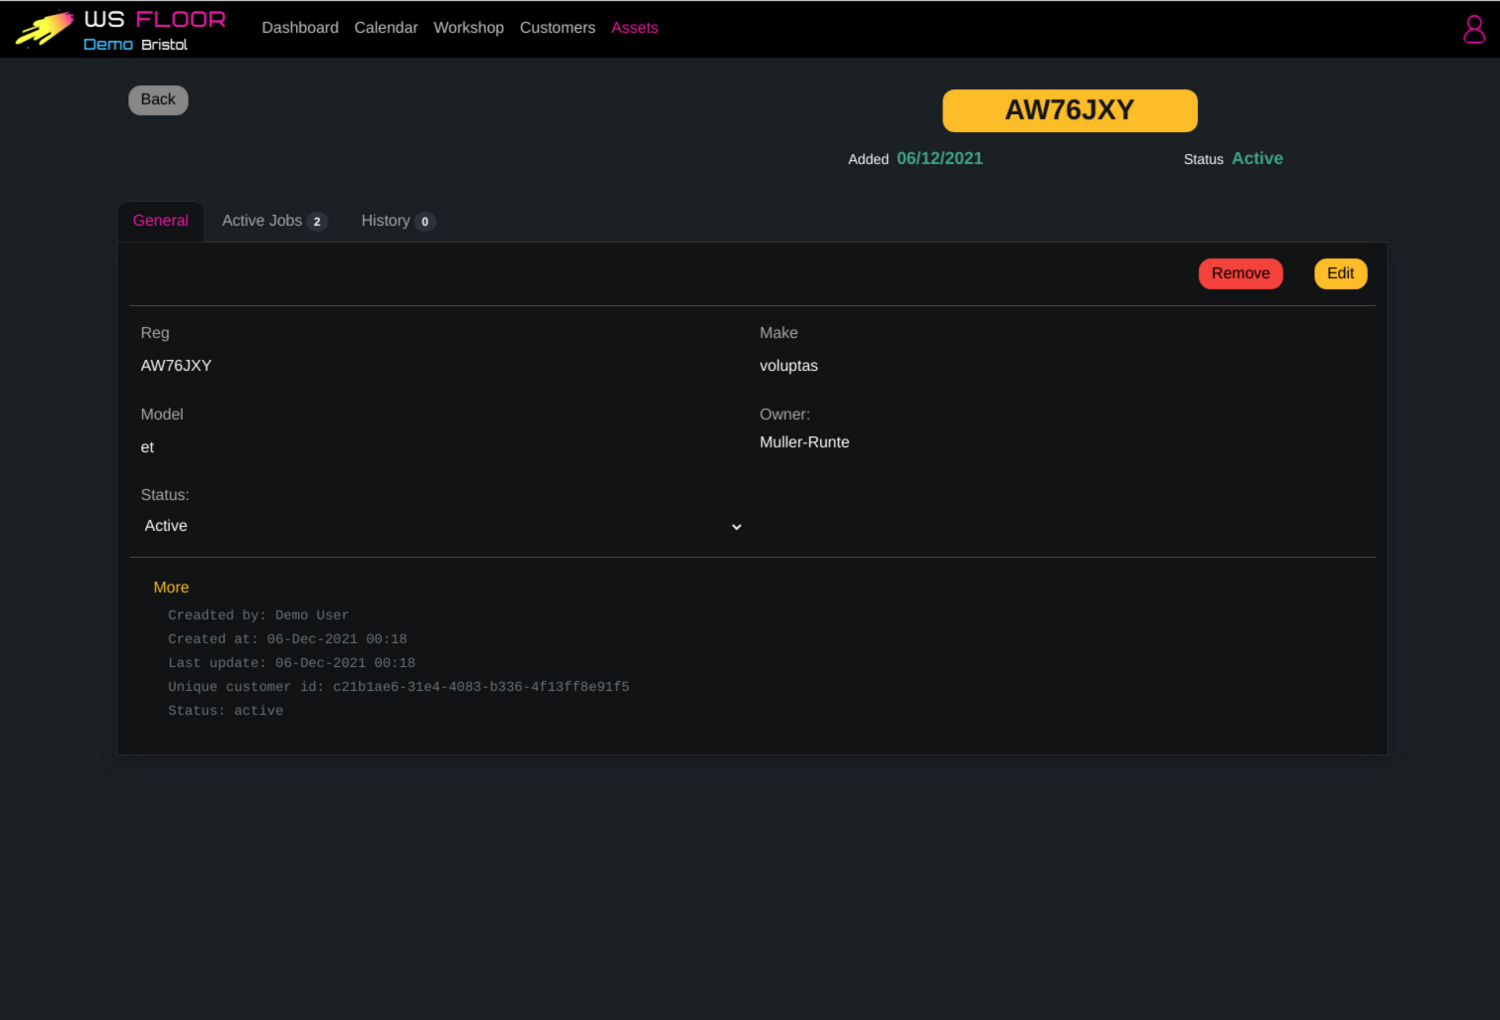 WS FLOOR
Demo Bristol
Dashboard Calendar Workshop Customers Assets
Back
AW76JXY
Added 06/12/2021 Status Active
General Active Jobs 2 History 0
Remove Edit
Reg Make
AW76JXY voluptas
Model Owner:
et Muller-Runte
Status:
Active
More
Creadted by: Demo User
Created at: 06-Dec-2021 00:18
Last update: 06-Dec-2021 00:18
Unique customer id: c21b1ae6-31e4-4083-b336-4f13ff8e91f5
Status: active